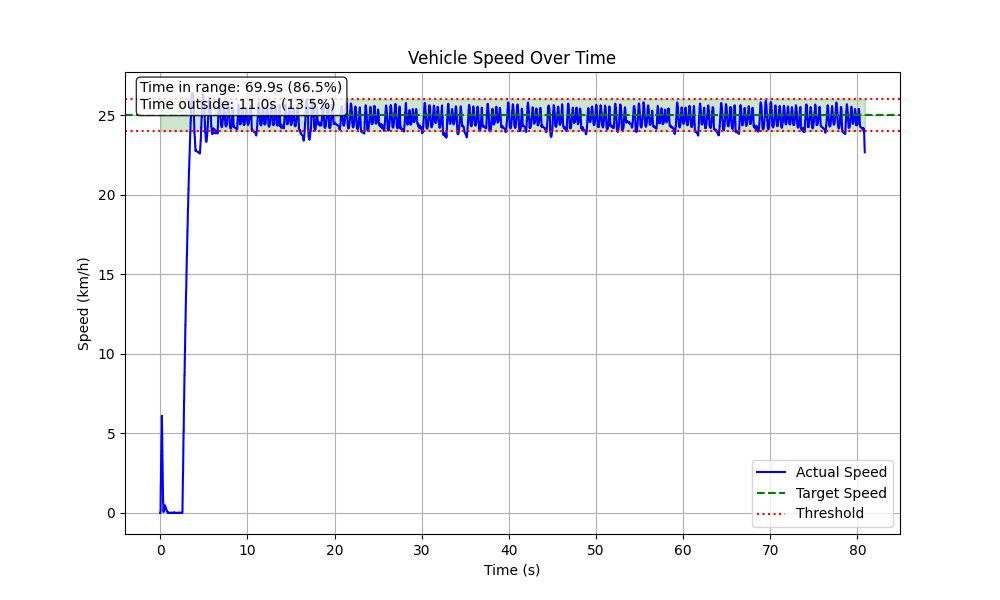 Vehicle Speed Over Time
Time in range: 69.9s (86.5%)
Time outside: 11.0s (13.5%)
25
20
15
10
5
0
Speed (km/h)
Actual Speed
Target Speed
Threshold
0 10 20 30 40 50 60 70 80
Time (s)